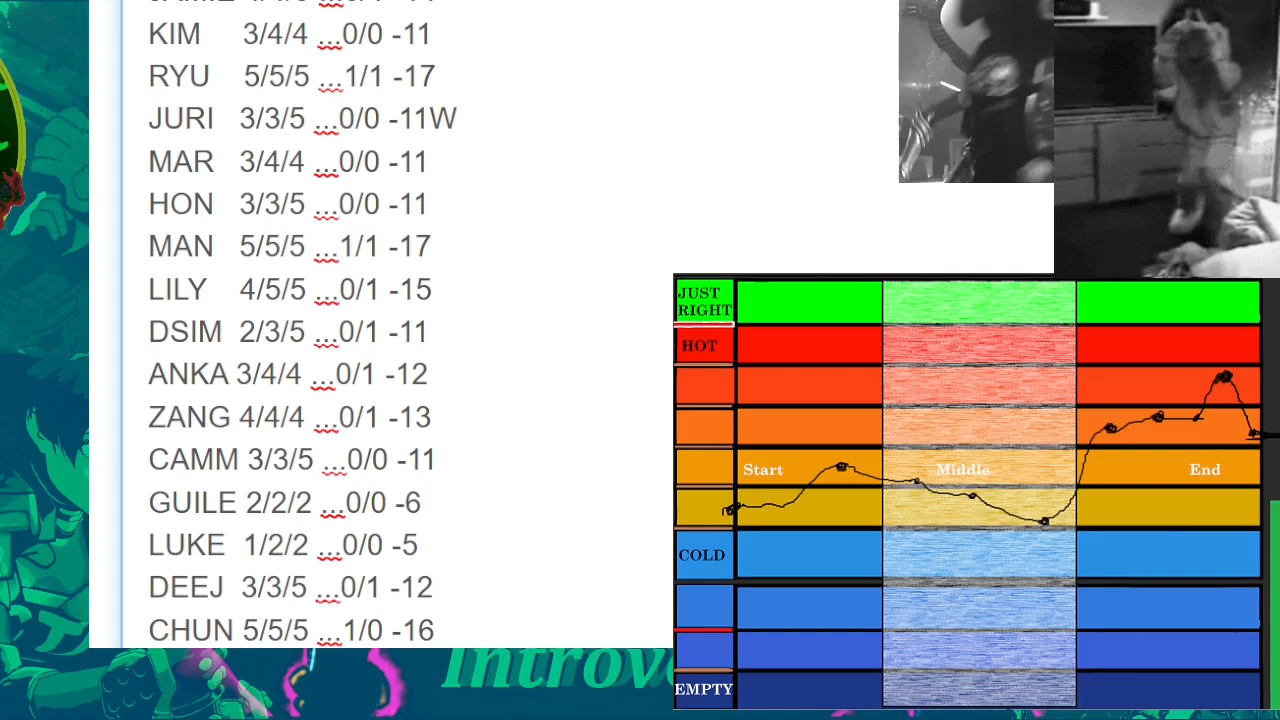 KIM 3/4/4 ...0/0 -11
RYU 5/5/5 ...1/1 -17
JURI 3/3/5 ...0/0 -11W
MAR 3/4/4 ...0/0 -11
HON 3/3/5 ...0/0 -11
MAN 5/5/5 ...1/1 -17
LILY 4/5/5 ...0/1 -15
DSIM 2/3/5 ...0/1 -11
ANKA 3/4/4 ...0/1 -12
ZANG 4/4/4 ...0/1 -13
CAMM 3/3/5 ...0/0 -11
GUILE 2/2/2 ...0/0 -6
LUKE 1/2/2 ...0/0 -5
DEEJ 3/3/5 ...0/1 -12
CHUN 5/5/5 ...1/0 -16
JUST
RIGHT
HOT
Start Middle End
COLD
EMPTY